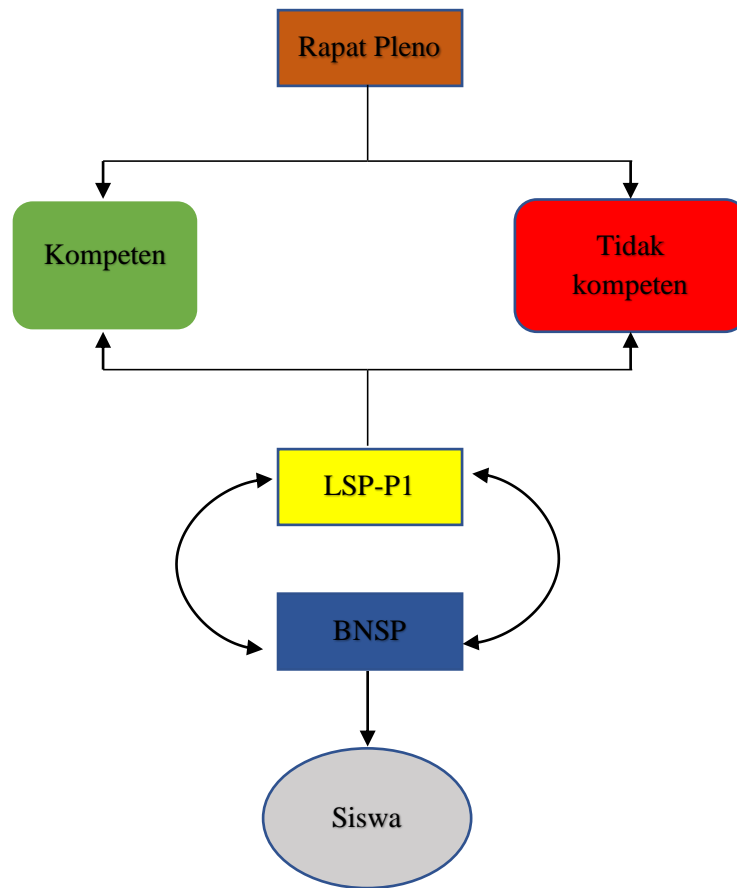 Rapat Pleno
Kompeten
Tidak
kompeten
LSP-P1
BNSP
Siswa